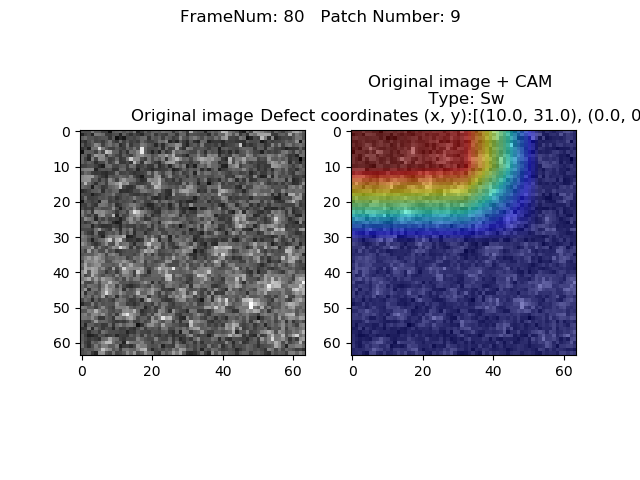 FrameNum: 80   Patch Number: 9
Original image + CAM
Type: Sw
Original image
Defect coordinates (x, y):[(10.0, 31.0), (0.0, 0
0
10
20
30
40
50
60
0 20 40 60
0
10
20
30
40
50
60
0 20 40 60